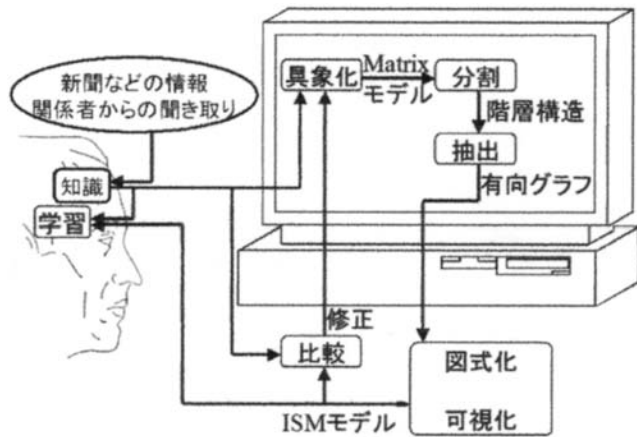 新聞などの情報
関係者からの聞き取り
具象化
Matrix
モデル
分割
階層構造
抽出
有向グラフ
知識
学習
修正
比較
ISMモデル
図式化
可視化